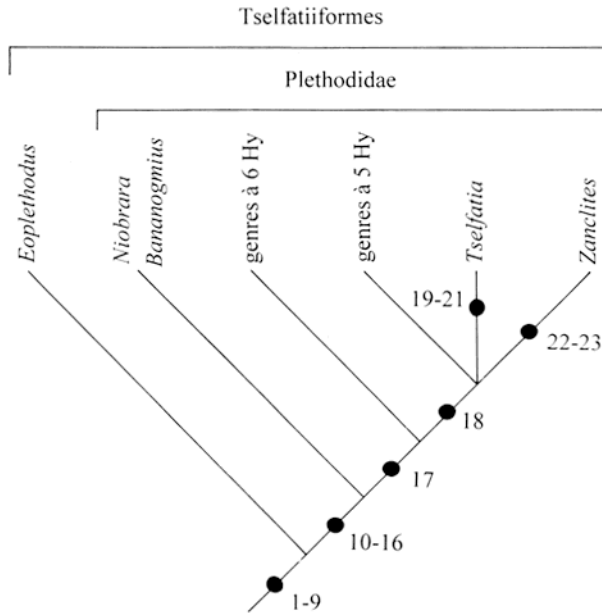 Tselfatiiformes
Plethodidae
Eoplethodus
Niobrara
Bananogmius
genres à 6 Hy
genres à 5 Hy
Tselfatia
Zanclites
19-21
22-23
18
17
10-16
1-9